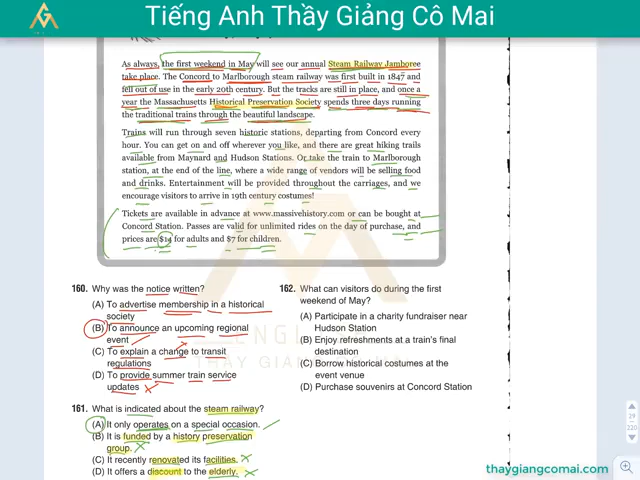 Tiếng Anh Thầy Giảng Cô Mai
As always, the first weekend in May will see our annual Steam Railway Jamboree
take place. The Concord to Marlborough steam railway was first built in 1847 and
fell out of use in the early 20th century. But the tracks are still in place, and once a
year the Massachusetts Historical Preservation Society spends three days running
the traditional trains through the beautiful landscape.
Trains will run through seven historic stations, departing from Concord every
hour. You can get on and off wherever you like, and there are great hiking trails
available from Maynard and Hudson Stations. Or take the train to Marlborough
station, at the end of the line, where a wide range of vendors will be selling food
and drinks. Entertainment will be provided throughout the carriages, and we
encourage visitors to arrive in 19th century costumes!
Tickets are available in advance at www.massivehistory.com or can be bought at
Concord Station. Passes are valid for unlimited rides on the day of purchase, and
prices are $14 for adults and $7 for children.
160. Why was the notice written?
(A) To advertise membership in a historical
society
(B) To announce an upcoming regional
event
(C) To explain a change to transit
regulations
(D) To provide summer train service
updates
161. What is indicated about the steam railway?
(A) It only operates on a special occasion.
(B) It is funded by a history preservation
group.
(C) It recently renovated its facilities.
(D) It offers a discount to the elderly.
162. What can visitors do during the first
weekend of May?
(A) Participate in a charity fundraiser near
Hudson Station
(B) Enjoy refreshments at a train's final
destination
(C) Borrow historical costumes at the
event venue
(D) Purchase souvenirs at Concord Station
29
220
thaygiangcomai.com